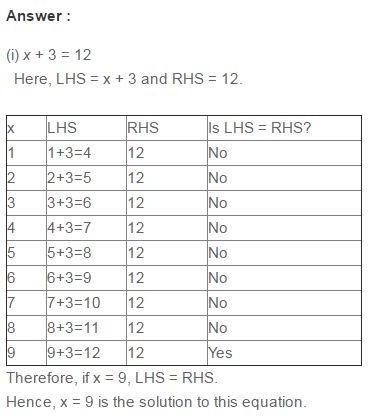 Answer :
(i) x + 3 = 12
Here, LHS = x + 3 and RHS = 12.
x LHS RHS Is LHS = RHS?
1 1+3=4 12 No
2 2+3=5 12 No
3 3+3=6 12 No
4 4+3=7 12 No
5 5+3=8 12 No
6 6+3=9 12 No
7 7+3=10 12 No
8 8+3=11 12 No
9 9+3=12 12 Yes
Therefore, if x = 9, LHS = RHS.
Hence, x = 9 is the solution to this equation.